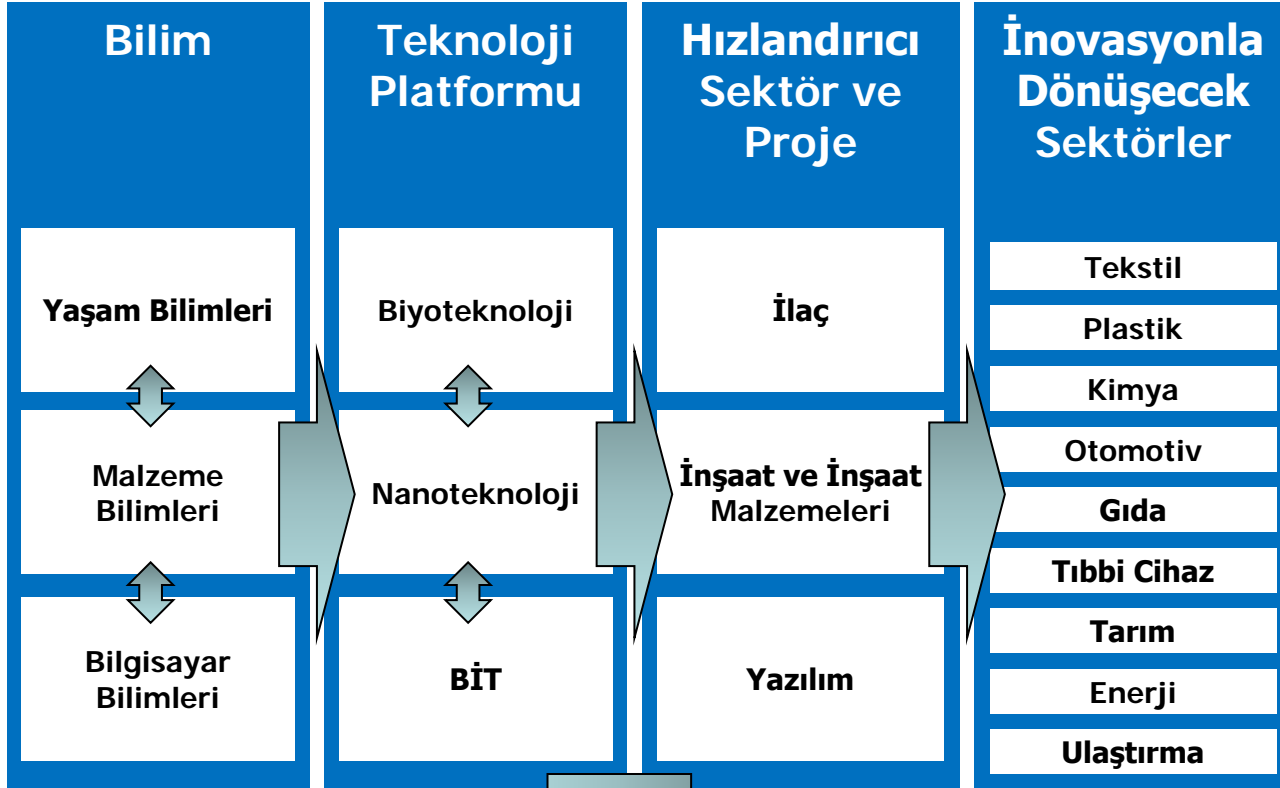 Bilim
Teknoloji
Platformu
Hızlandırıcı
Sektör ve
Proje
İnovasyonla
Dönüşecek
Sektörler
Yaşam Bilimleri
Malzeme
Bilimleri
Bilgisayar
Bilimleri
Biyoteknoloji
Nanoteknoloji
BİT
İlaç
İnşaat ve İnşaat
Malzemeleri
Yazılım
Tekstil
Plastik
Kimya
Otomotiv
Gıda
Tıbbi Cihaz
Tarım
Enerji
Ulaştırma